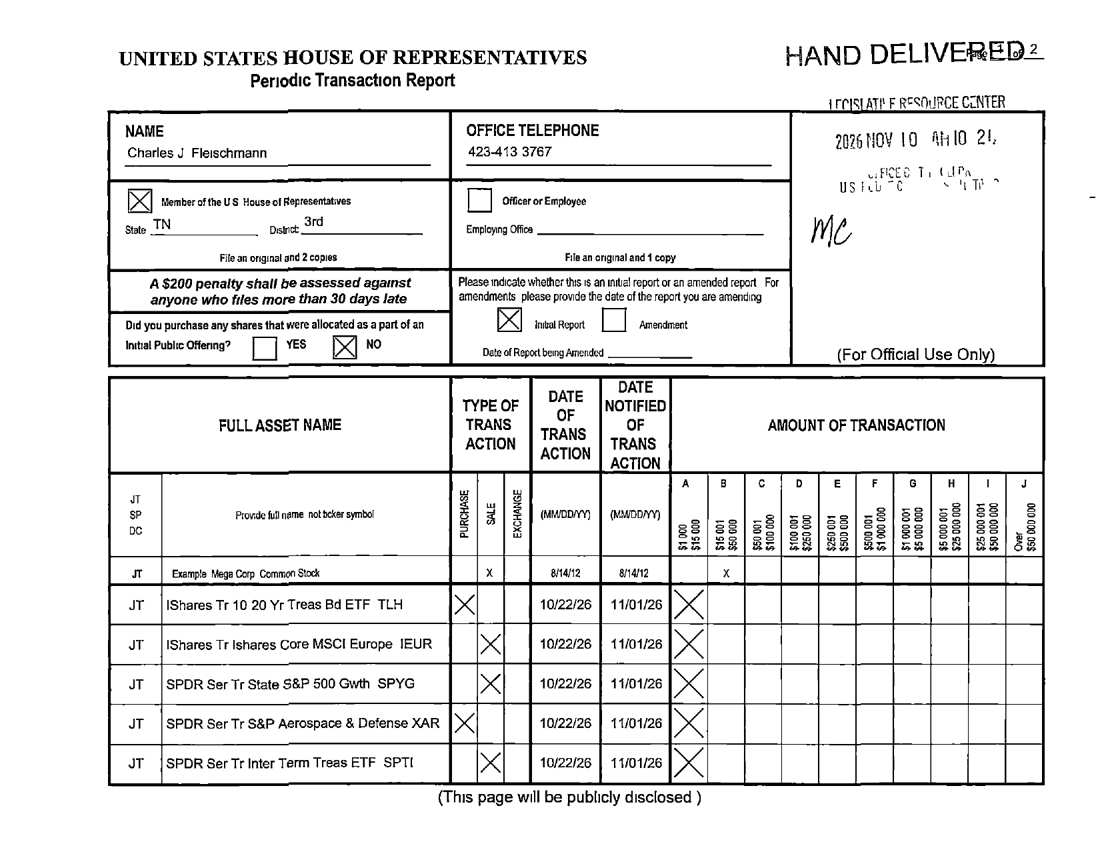 UNITED STATES HOUSE OF REPRESENTATIVES
Periodic Transaction Report
HAND DELIVERED
Page of 2
LEGISLATIVE RESOURCE CENTER
2026 NOV 10 AM 10 21
MC
(For Official Use Only)
NAME
Charles J Fleischmann
OFFICE TELEPHONE
423-413 3767
Member of the U S House of Representatives
State TN District: 3rd
File an original and 2 copies
Officer or Employee
Employing Office
File an original and 1 copy
A $200 penalty shall be assessed against
anyone who files more than 30 days late
Please indicate whether this is an initial report or an amended report For
amendments please provide the date of the report you are amending
Initial Report Amendment
Date of Report being Amended
Did you purchase any shares that were allocated as a part of an
Initial Public Offering? YES NO
FULL ASSET NAME
TYPE OF
TRANS
ACTION
DATE
OF
TRANS
ACTION
DATE
NOTIFIED
OF
TRANS
ACTION
AMOUNT OF TRANSACTION
JT
SP
DC
Provide full name not ticker symbol
PURCHASE
SALE
EXCHANGE
(MM/DD/YY)
(MM/DD/YY)
A B C D E F G H I J
$1 000
$15 000
$15 001
$50 000
$50 001
$100 000
$100 001
$250 000
$250 001
$500 000
$500 001
$1 000 000
$1 000 001
$5 000 000
$5 000 001
$25 000 000
$25 000 001
$50 000 000
Over
$50 000 000
JT Example Mega Corp Common Stock X 8/14/12 8/14/12 X
JT IShares Tr 10 20 Yr Treas Bd ETF TLH X 10/22/26 11/01/26 X
JT IShares Tr Ishares Core MSCI Europe IEUR X 10/22/26 11/01/26 X
JT SPDR Ser Tr State S&P 500 Gwth SPYG X 10/22/26 11/01/26 X
JT SPDR Ser Tr S&P Aerospace & Defense XAR X 10/22/26 11/01/26 X
JT SPDR Ser Tr Inter Term Treas ETF SPTI X 10/22/26 11/01/26 X
(This page will be publicly disclosed )